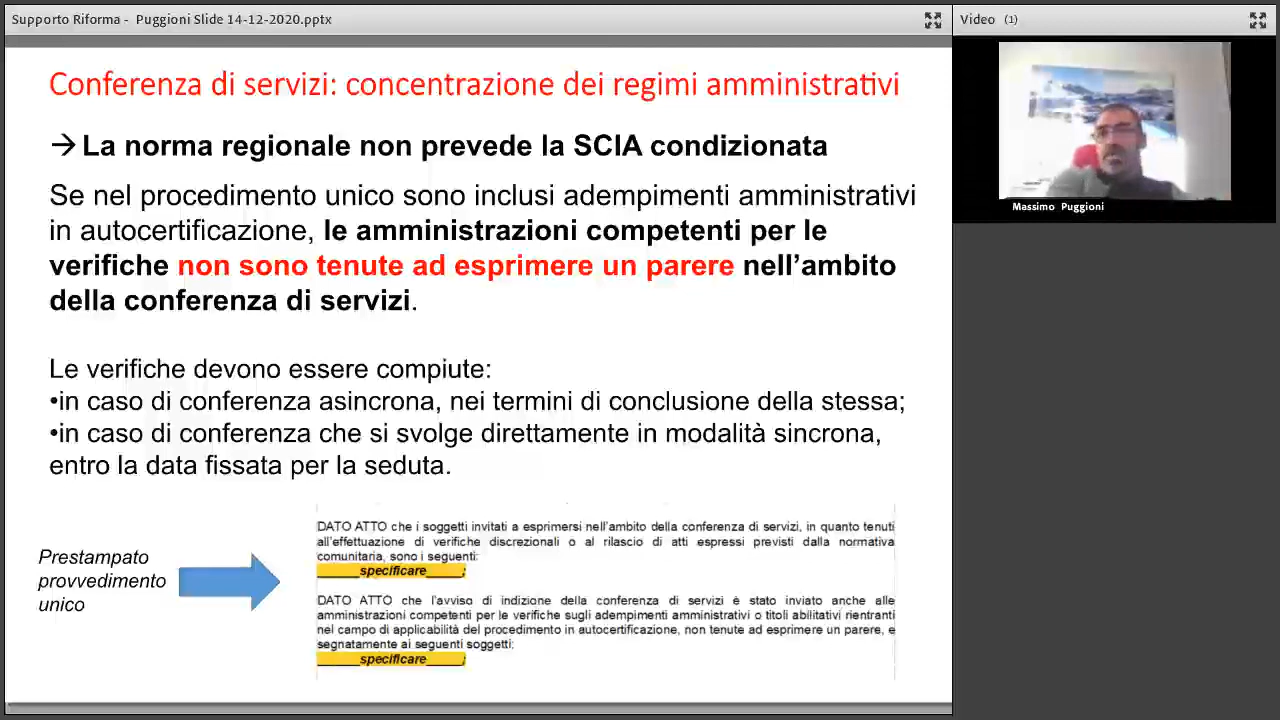 Supporto Riforma - Puggioni Slide 14-12-2020.pptx
Video (1)
Massimo Puggioni
Conferenza di servizi: concentrazione dei regimi amministrativi
→ La norma regionale non prevede la SCIA condizionata
Se nel procedimento unico sono inclusi adempimenti amministrativi
in autocertificazione, le amministrazioni competenti per le
verifiche non sono tenute ad esprimere un parere nell'ambito
della conferenza di servizi.
Le verifiche devono essere compiute:
•in caso di conferenza asincrona, nei termini di conclusione della stessa;
•in caso di conferenza che si svolge direttamente in modalità sincrona,
entro la data fissata per la seduta.
Prestampato
provvedimento
unico
DATO ATTO che i soggetti invitati a esprimersi nell'ambito della conferenza di servizi, in quanto tenuti
all'effettuazione di verifiche discrezionali o al rilascio di atti espressi previsti dalla normativa
comunitaria, sono i seguenti:
______specificare_____;
DATO ATTO che l'avviso di indizione della conferenza di servizi è stato inviato anche alle
amministrazioni competenti per le verifiche sugli adempimenti amministrativi o titoli abilitativi rientranti
nel campo di applicabilità del procedimento in autocertificazione, non tenute ad esprimere un parere, e
segnatamente ai seguenti soggetti:
______specificare_____;